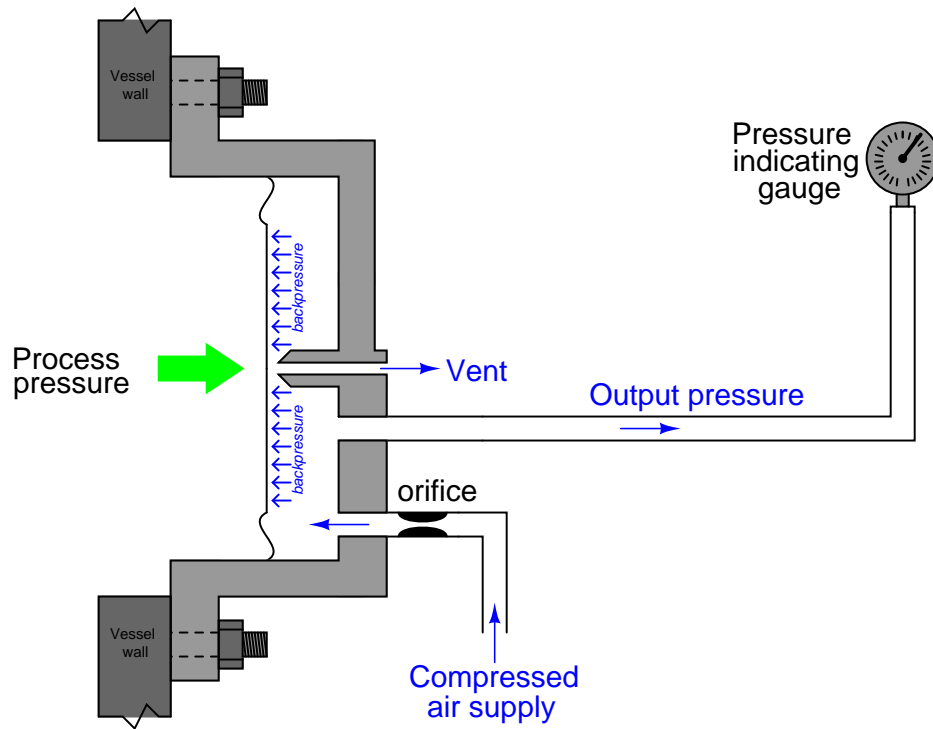 Vessel
wall
Pressure
indicating
gauge
backpressure
Process
pressure
Vent
Output pressure
backpressure
orifice
Vessel
wall
Compressed
air supply